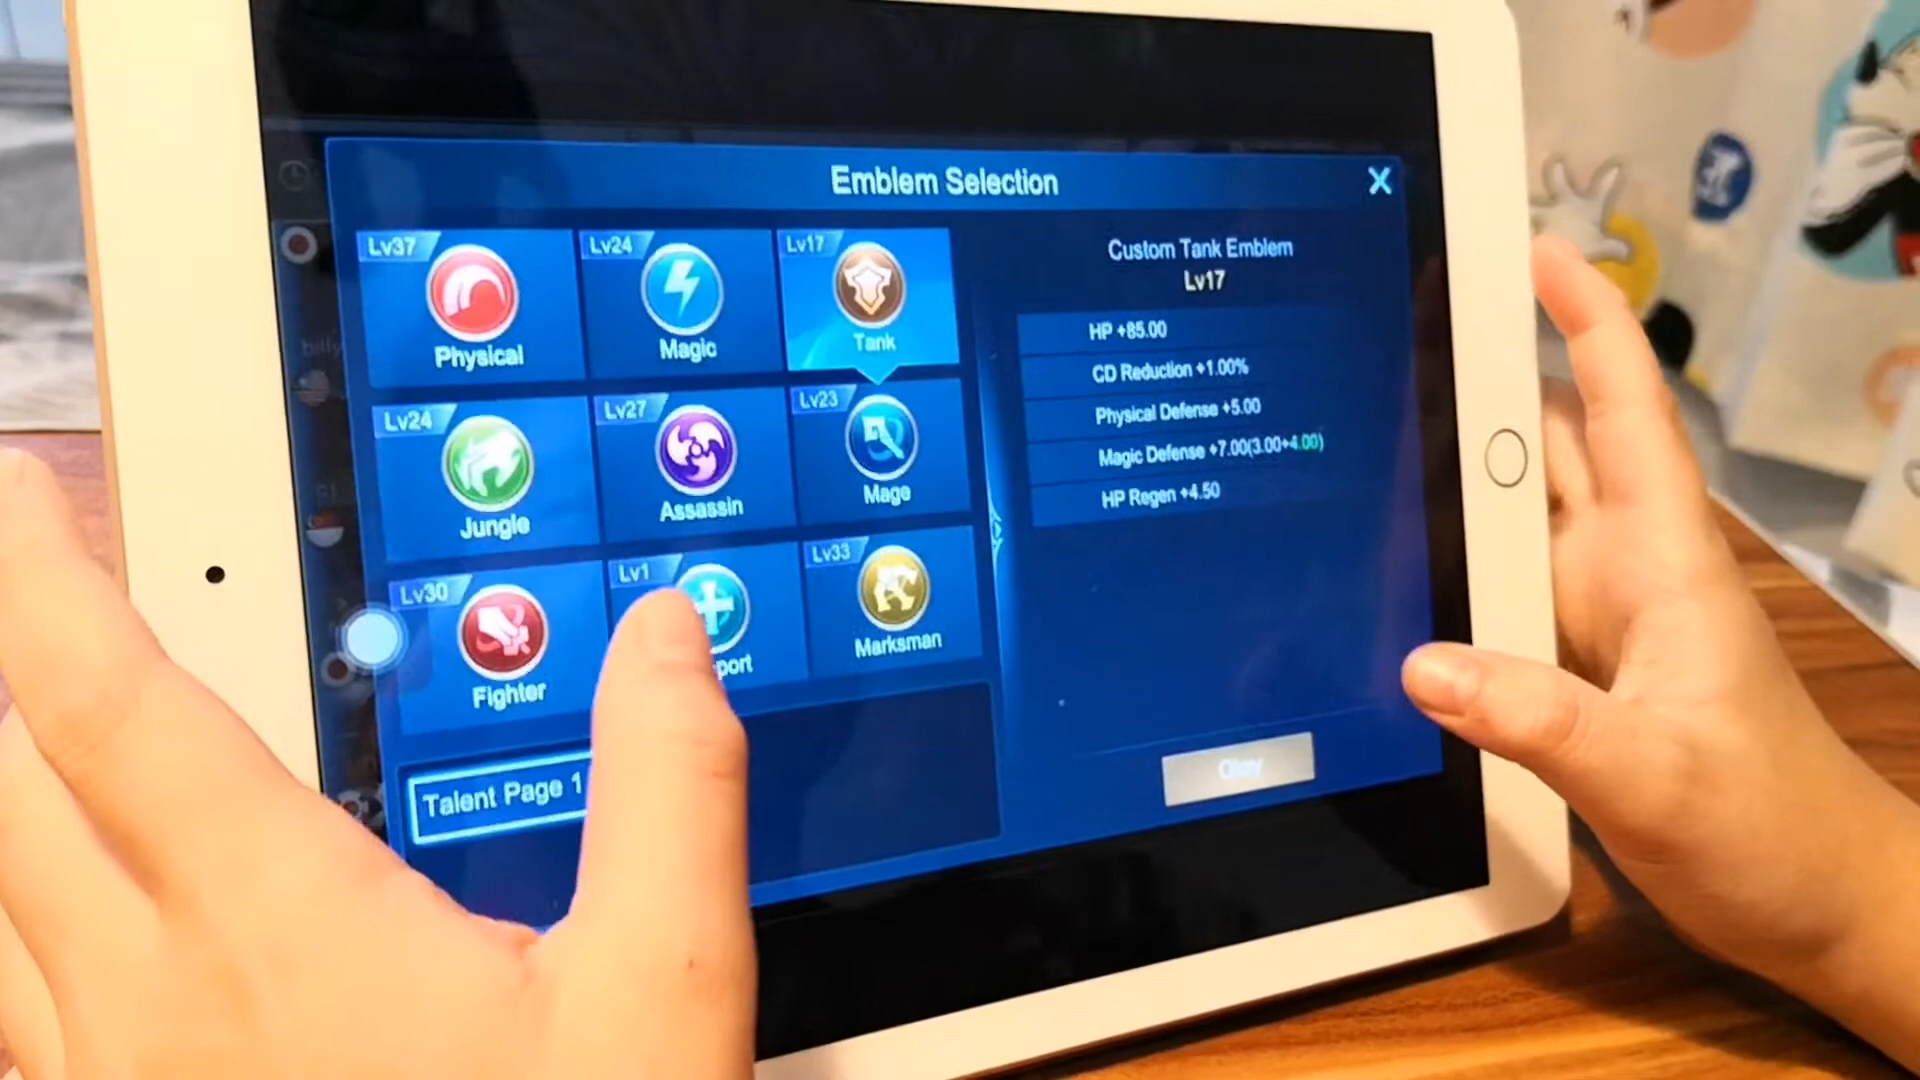 Emblem Selection
X
Lv37
Physical
Lv24
Magic
Lv17
Tank
Lv24
Jungle
Lv27
Assassin
Lv23
Mage
Lv30
Fighter
Lv1
port
Lv33
Marksman
Talent Page 1
Custom Tank Emblem
Lv17
HP +85.00
CD Reduction +1.00%
Physical Defense +5.00
Magic Defense +7.00(3.00+4.00)
HP Regen +4.50
Okay